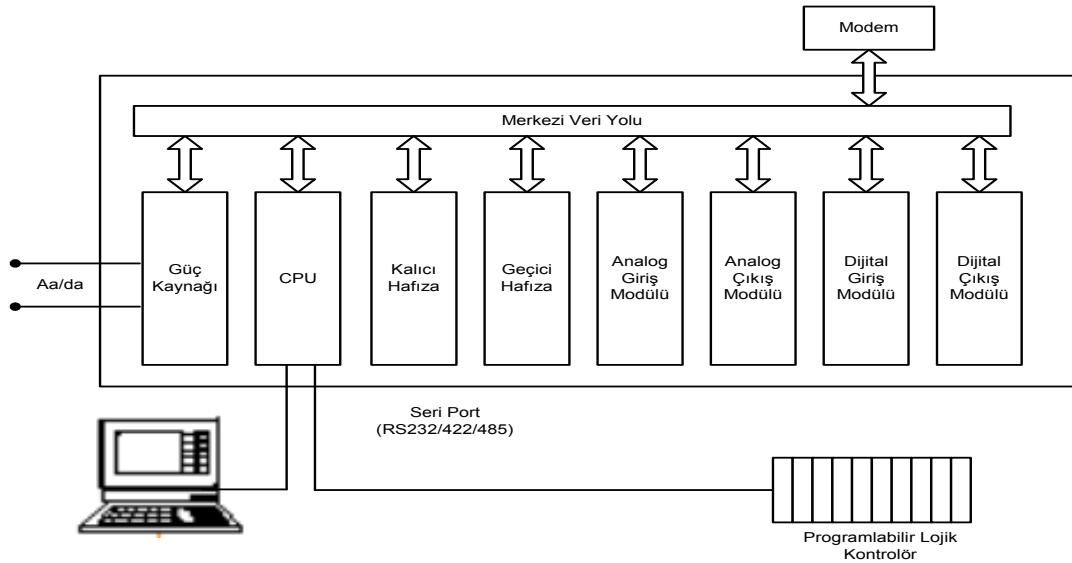 Modem
Merkezi Veri Yolu
Aa/da
Güç
Kaynağı
CPU
Kalıcı
Hafıza
Geçici
Hafıza
Analog
Giriş
Modülü
Analog
Çıkış
Modülü
Dijital
Giriş
Modülü
Dijital
Çıkış
Modülü
Seri Port
(RS232/422/485)
Programlabilir Lojik
Kontrolör